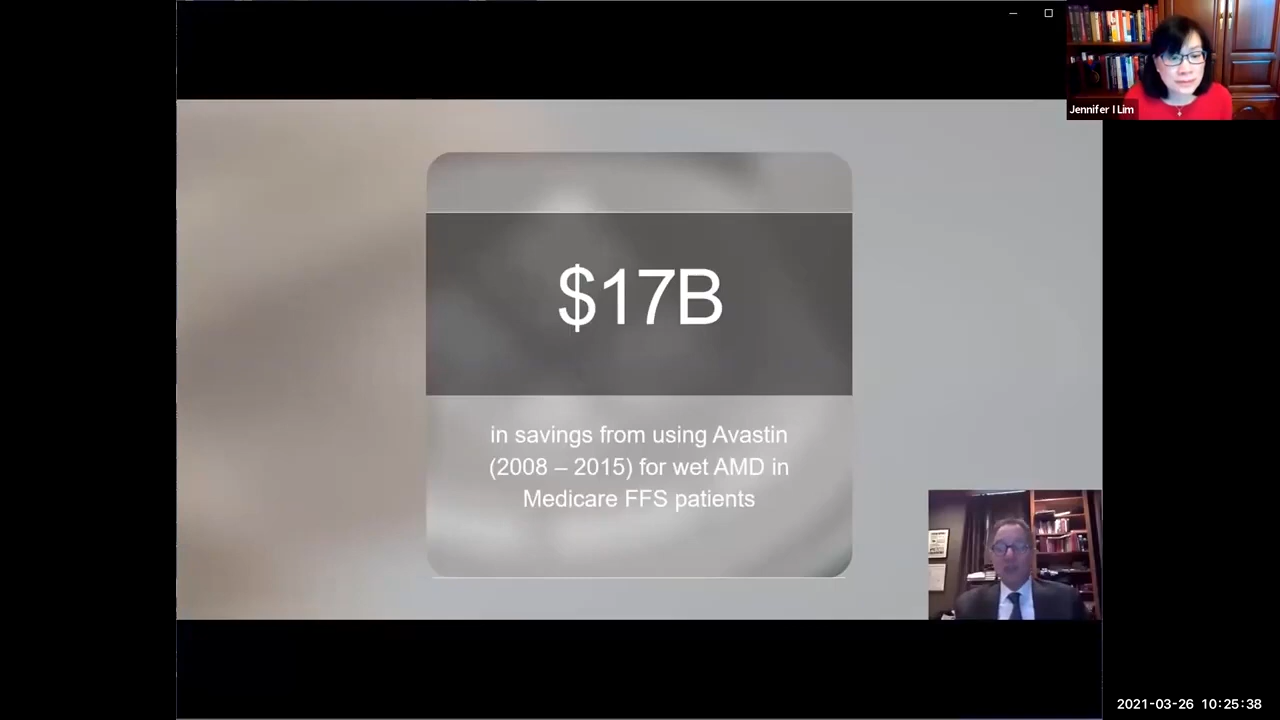 Jennifer I Lim
$17B
in savings from using Avastin
(2008 – 2015) for wet AMD in
Medicare FFS patients
2021-03-26 10:25:38